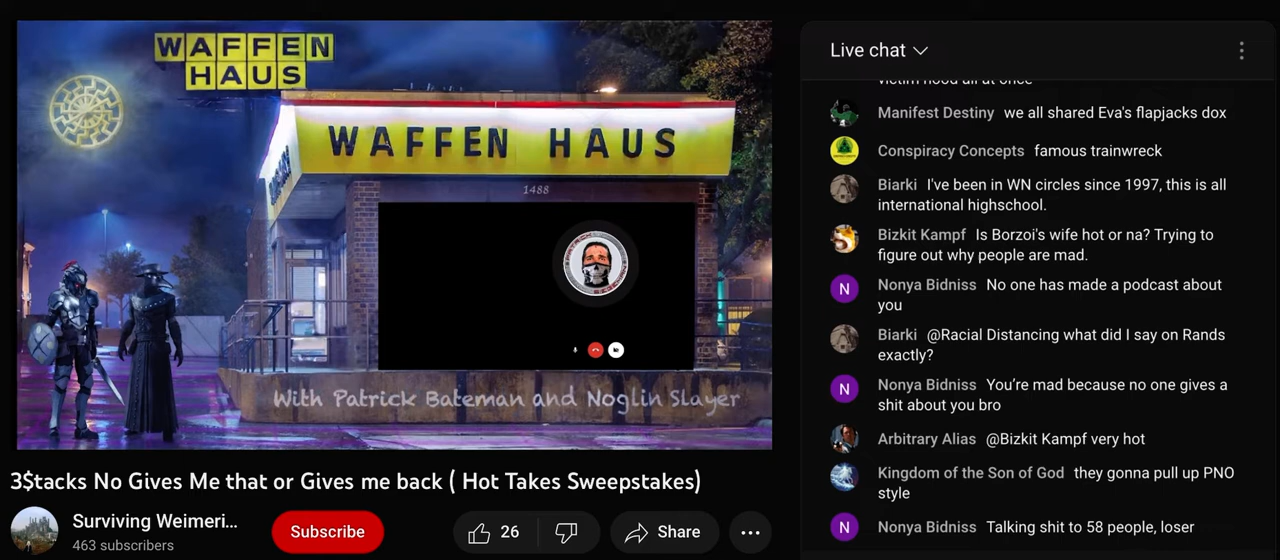 WAFFEN
HAUS
WAFFEN HAUS
1488
With Patrick Bateman and Noglin Slayer
3$tacks No Gives Me that or Gives me back ( Hot Takes Sweepstakes)
Surviving Weimeri...
463 subscribers
Subscribe
26
Share
Live chat
victim hood all at once
Manifest Destiny we all shared Eva's flapjacks dox
Conspiracy Concepts famous trainwreck
Biarki I've been in WN circles since 1997, this is all
international highschool.
Bizkit Kampf Is Borzoi's wife hot or na? Trying to
figure out why people are mad.
N
Nonya Bidniss No one has made a podcast about
you
Biarki @Racial Distancing what did I say on Rands
exactly?
N
Nonya Bidniss You're mad because no one gives a
shit about you bro
Arbitrary Alias @Bizkit Kampf very hot
Kingdom of the Son of God they gonna pull up PNO
style
N
Nonya Bidniss Talking shit to 58 people, loser